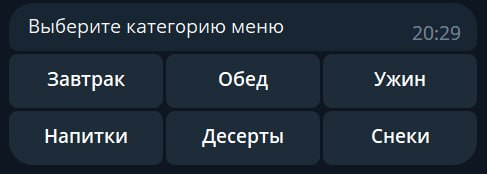 Выберите категорию меню
20:29
Завтрак Обед Ужин
Напитки Десерты Снеки